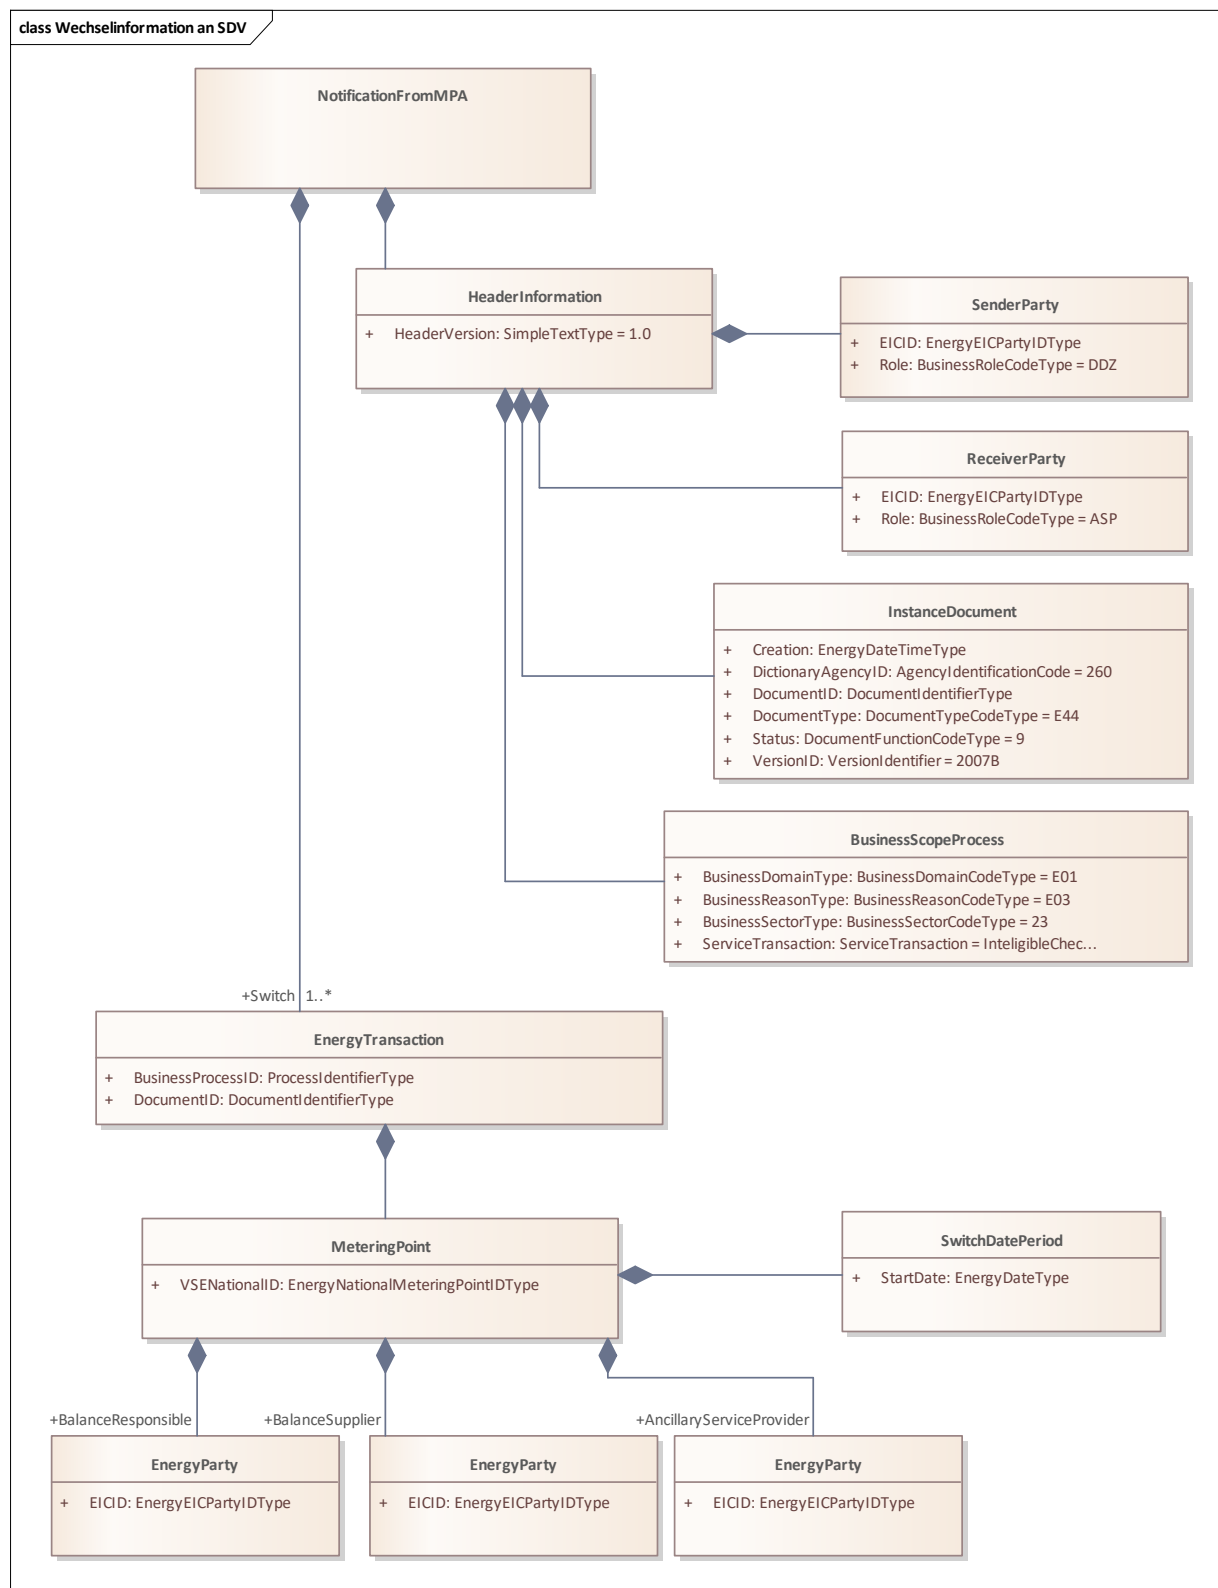 class Wechselinformation an SDV
NotificationFromMPA
HeaderInformation
+ HeaderVersion: SimpleTextType = 1.0
SenderParty
+ EICID: EnergyEICPartyIDType
+ Role: BusinessRoleCodeType = DDZ
ReceiverParty
+ EICID: EnergyEICPartyIDType
+ Role: BusinessRoleCodeType = ASP
InstanceDocument
+ Creation: EnergyDateTimeType
+ DictionaryAgencyID: AgencyIdentificationCode = 260
+ DocumentID: DocumentIdentifierType
+ DocumentType: DocumentTypeCodeType = E44
+ Status: DocumentFunctionCodeType = 9
+ VersionID: VersionIdentifier = 2007B
BusinessScopeProcess
+ BusinessDomainType: BusinessDomainCodeType = E01
+ BusinessReasonType: BusinessReasonCodeType = E03
+ BusinessSectorType: BusinessSectorCodeType = 23
+ ServiceTransaction: ServiceTransaction = InteligibleChec...
+Switch 1..*
EnergyTransaction
+ BusinessProcessID: ProcessIdentifierType
+ DocumentID: DocumentIdentifierType
MeteringPoint
+ VSENationalID: EnergyNationalMeteringPointIDType
SwitchDatePeriod
+ StartDate: EnergyDateType
+BalanceResponsible
+BalanceSupplier
+AncillaryServiceProvider
EnergyParty
+ EICID: EnergyEICPartyIDType
EnergyParty
+ EICID: EnergyEICPartyIDType
EnergyParty
+ EICID: EnergyEICPartyIDType